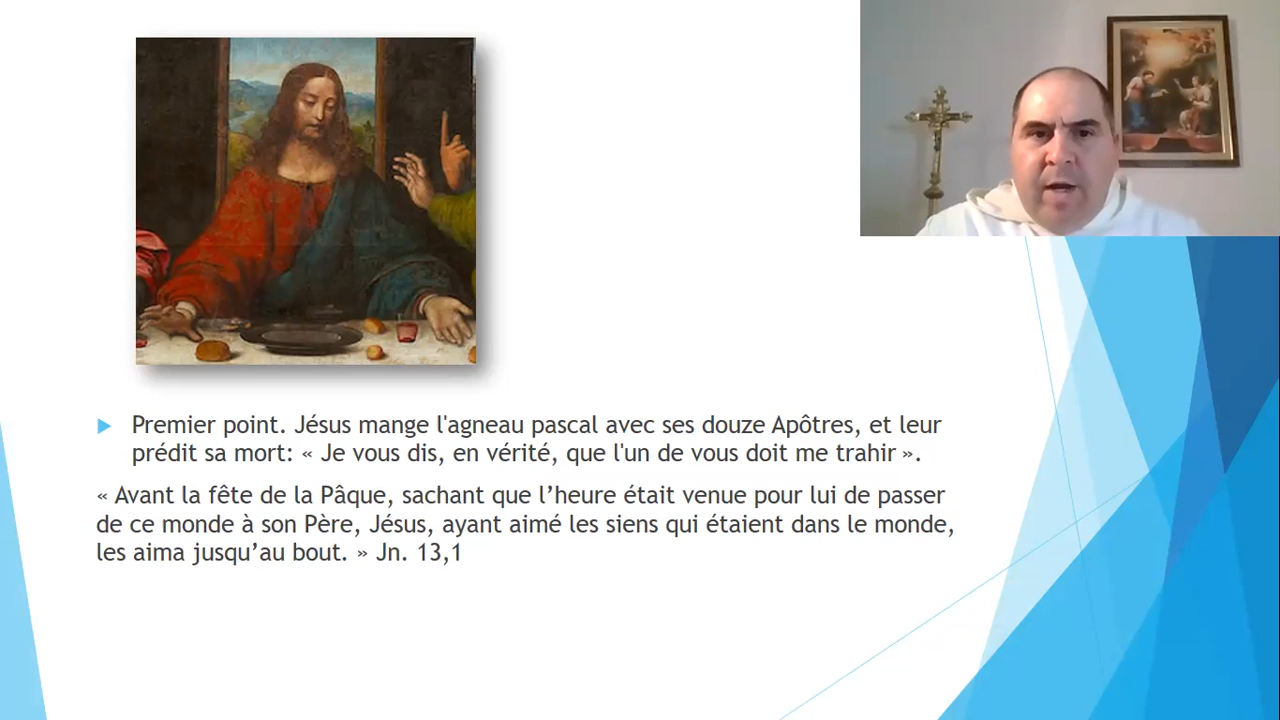 Premier point. Jésus mange l'agneau pascal avec ses douze Apôtres, et leur
prédit sa mort: « Je vous dis, en vérité, que l'un de vous doit me trahir ».
« Avant la fête de la Pâque, sachant que l’heure était venue pour lui de passer
de ce monde à son Père, Jésus, ayant aimé les siens qui étaient dans le monde,
les aima jusqu’au bout. » Jn. 13,1